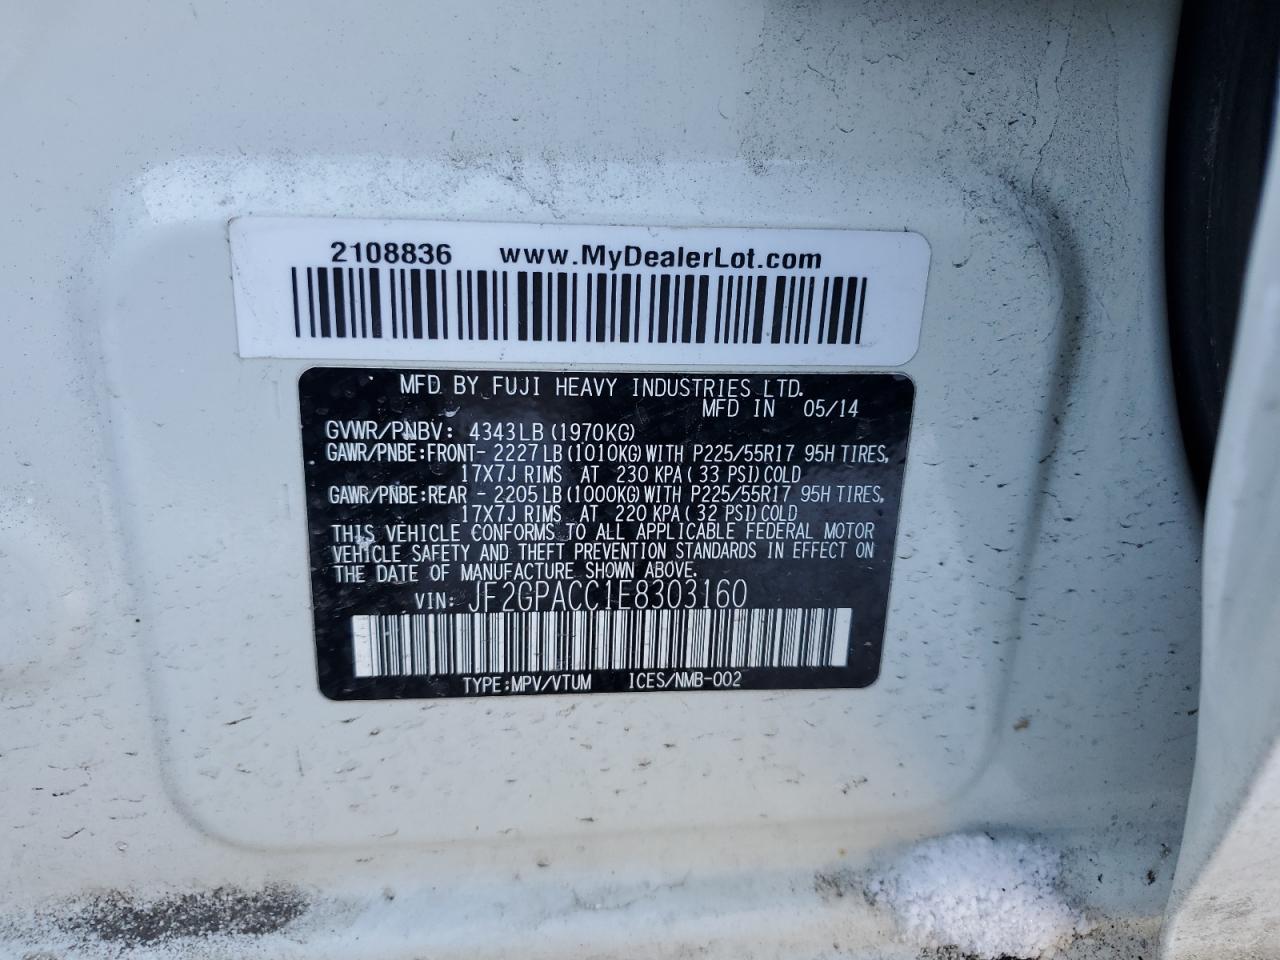 2108836 www.MyDealerLot.com
MFD BY FUJI HEAVY INDUSTRIES LTD.
MFD IN 05/14
GVWR/PNBV: 4343LB(1970KG)
GAWR/PNBE:FRONT- 2227LB(1010KG)WITH P225/55R17 95H TIRES,
17X7J RIMS AT 230 KPA(33 PSI)COLD
GAWR/PNBE:REAR - 2205LB(1000KG)WITH P225/55R17 95H TIRES,
17X7J RIMS AT 220 KPA(32 PSI)COLD
THIS VEHICLE CONFORMS TO ALL APPLICABLE FEDERAL MOTOR
VEHICLE SAFETY AND THEFT PREVENTION STANDARDS IN EFFECT ON
THE DATE OF MANUFACTURE SHOWN ABOVE.
VIN: JF2GPACC1E8303160
TYPE:MPV/VTUM ICES/NMB-002